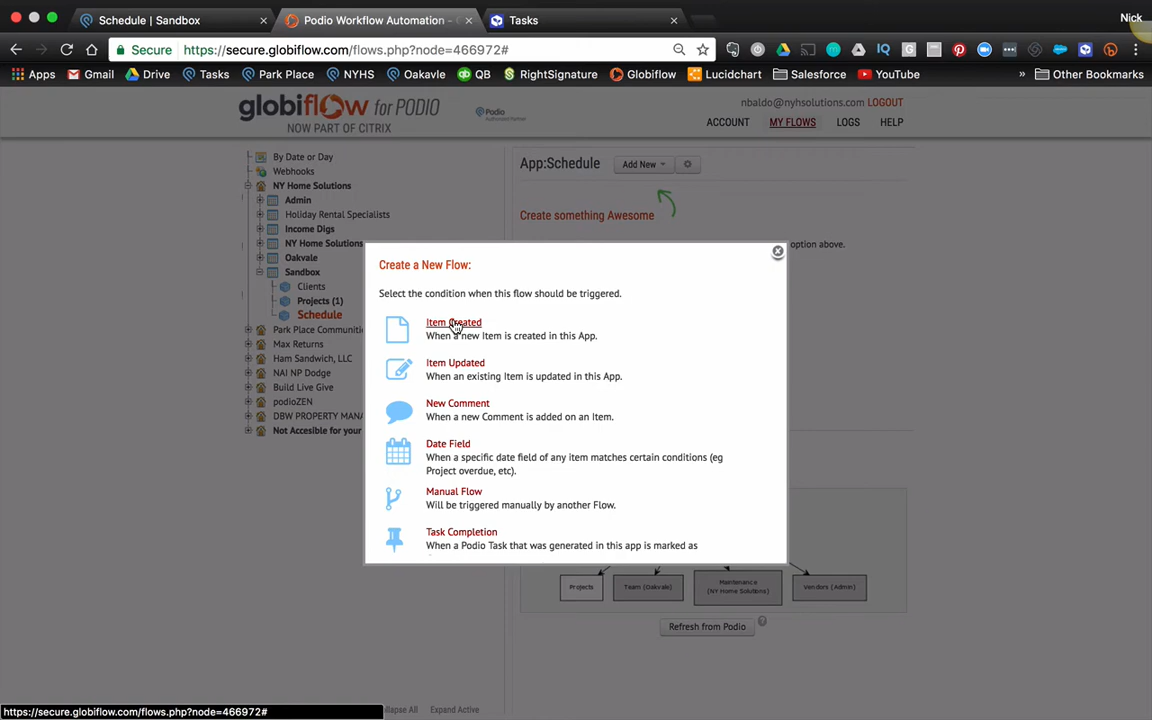 Schedule | Sandbox
Podio Workflow Automation - G
Tasks
Nick
Secure
https://secure.globiflow.com/flows.php?node=466972#
Apps
Gmail
Drive
Tasks
Park Place
NYHS
Oakvale
QB
RightSignature
Globiflow
Lucidchart
Salesforce
YouTube
»
Other Bookmarks
globiflow for PODIO
NOW PART OF CITRIX
Podio
nbaldo@nyhsolutions.com LOGOUT
ACCOUNT
MY FLOWS
LOGS
HELP
By Date or Day
Webhooks
NY Home Solutions
Admin
Holiday Rental Specialists
Income Digs
NY Home Solutions
Oakvale
Sandbox
Clients
Projects (1)
Schedule
Park Place Communiti
Max Returns
Ham Sandwich, LLC
NAI NP Dodge
Build Live Give
podioZEN
DBW PROPERTY MANA
Not Accesible for your
App:Schedule
Add New
Create something Awesome
option above.
Create a New Flow:
Select the condition when this flow should be triggered.
Item Created
When a new Item is created in this App.
Item Updated
When an existing Item is updated in this App.
New Comment
When a new Comment is added on an Item.
Date Field
When a specific date field of any item matches certain conditions (eg
Project overdue, etc).
Manual Flow
Will be triggered manually by another Flow.
Task Completion
When a Podio Task that was generated in this app is marked as
Projects
Team (Oakvale)
Maintenance
(NY Home Solutions)
Vendors (Admin)
Refresh from Podio
?
llapse All
Expand Active
https://secure.globiflow.com/flows.php?node=466972#